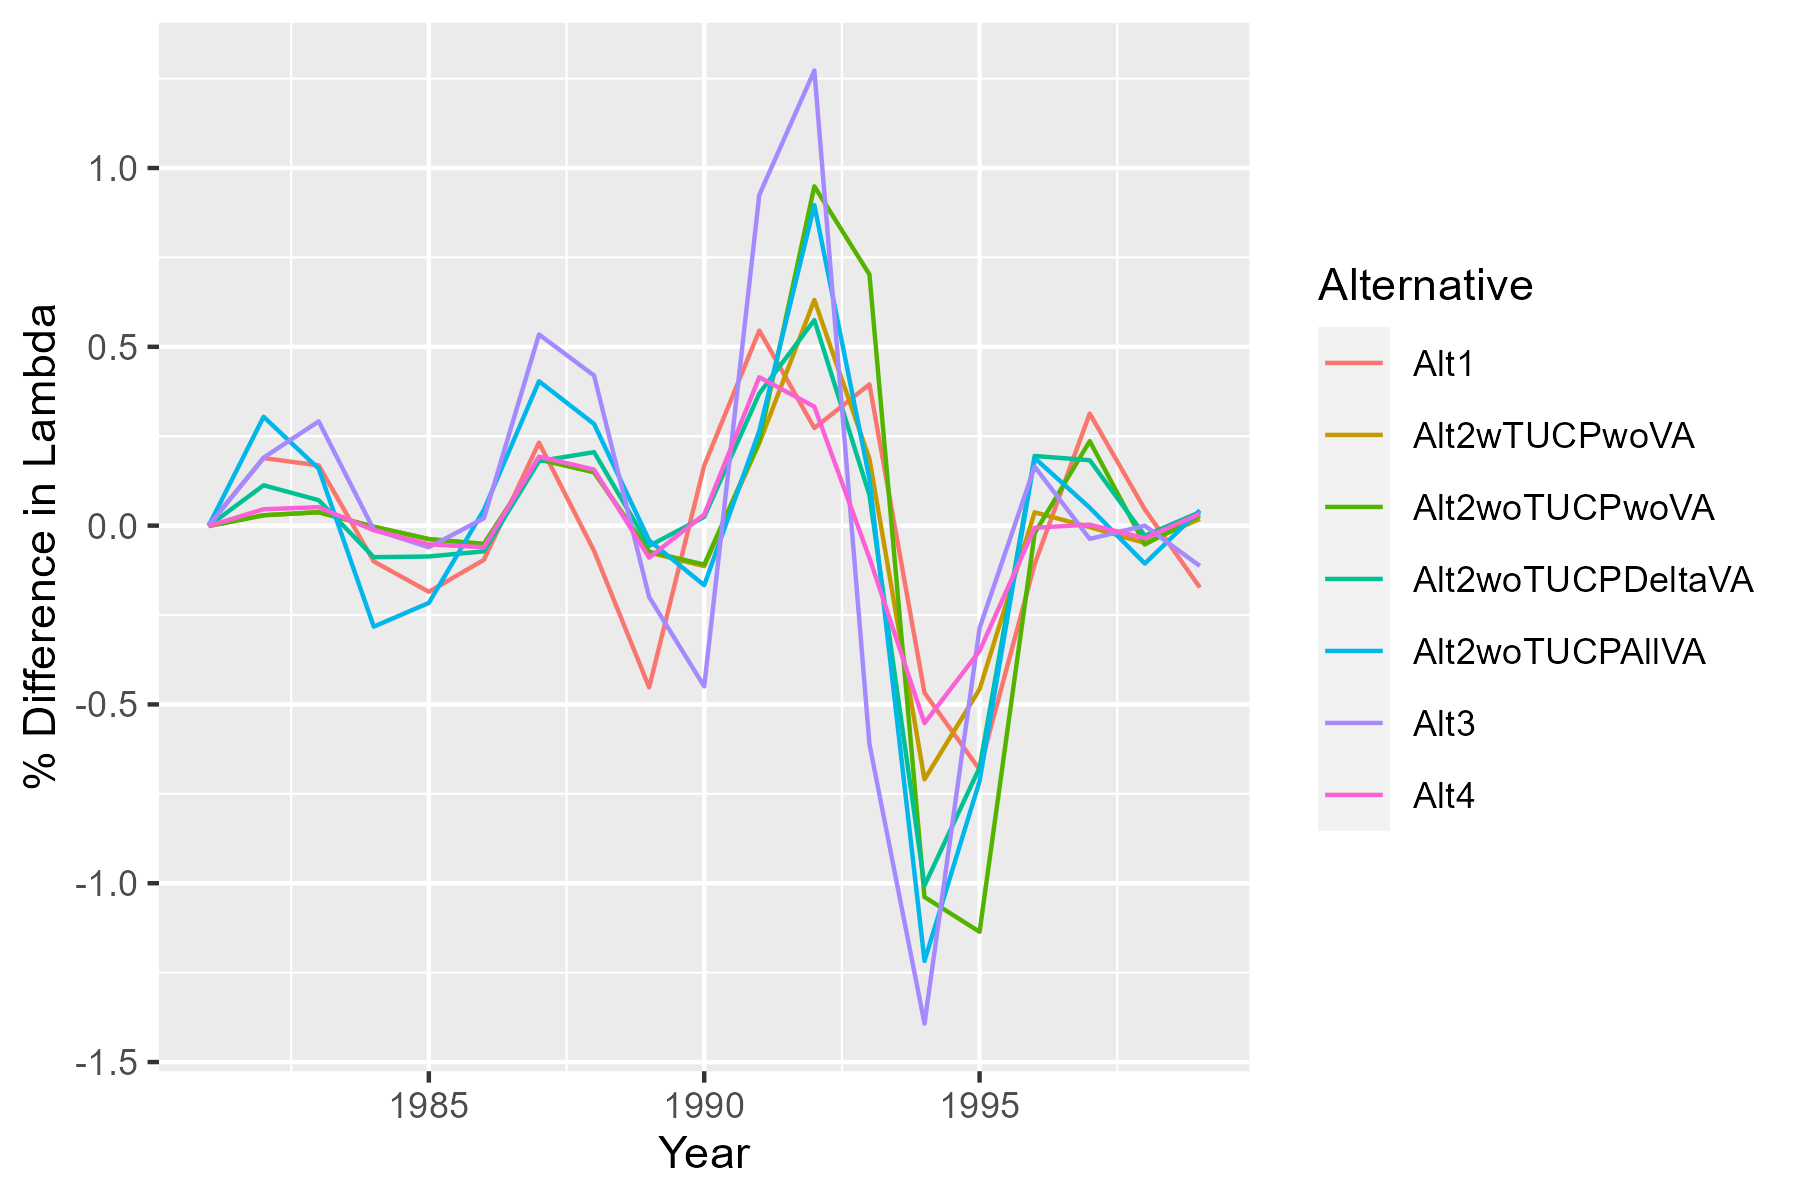 % Difference in Lambda
1.0
0.5
0.0
-0.5
-1.0
-1.5
1985 1990 1995
Year
Alternative
Alt1
Alt2wTUCPwoVA
Alt2woTUCPwoVA
Alt2woTUCPDeltaVA
Alt2woTUCPAllVA
Alt3
Alt4